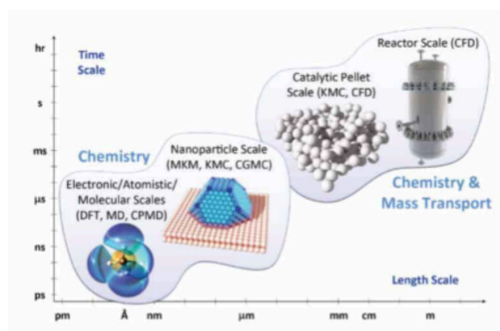 hr
s
ms
µs
ns
ps
Time
Scale
Reactor Scale (CFD)
Catalytic Pellet
Scale (KMC, CFD)
Chemistry
Nanoparticle Scale
(MKM, KMC, CGMC)
Electronic/Atomistic/
Molecular Scales
(DFT, MD, CPMD)
Chemistry &
Mass Transport
Length Scale
pm Å nm µm mm cm m